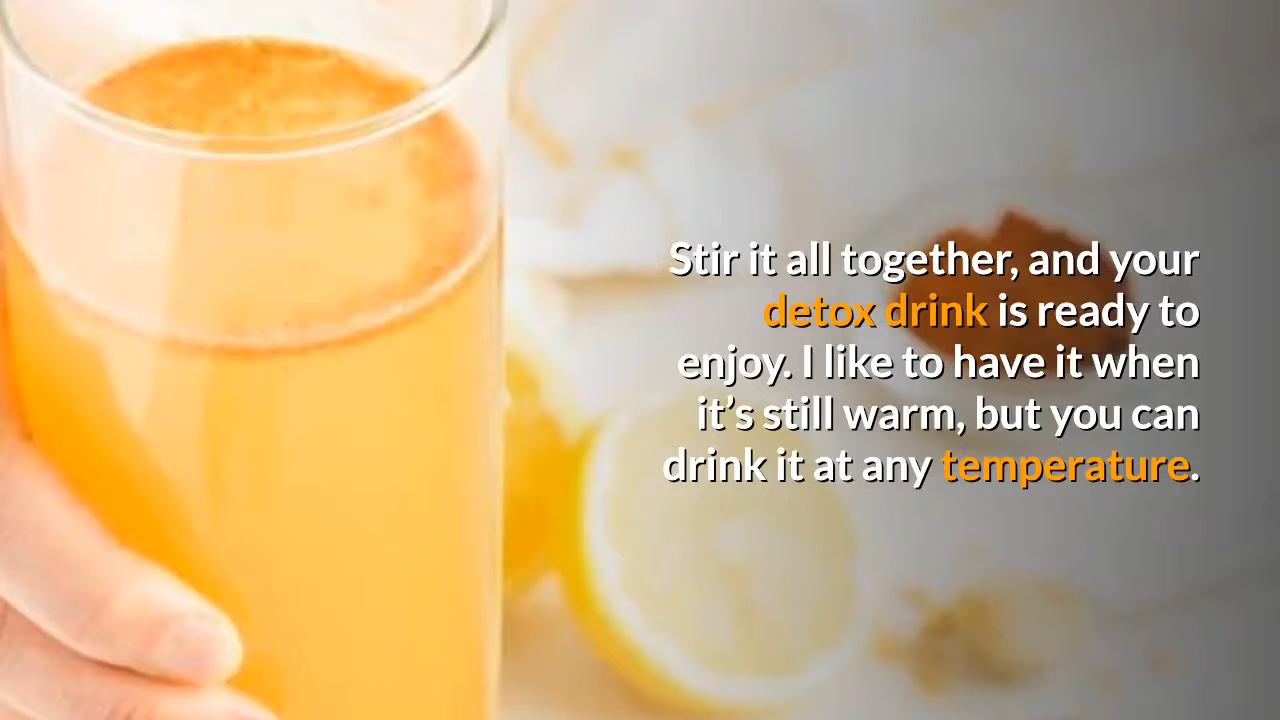 Stir it all together, and your
detox drink is ready to
enjoy. I like to have it when
it’s still warm, but you can
drink it at any temperature.